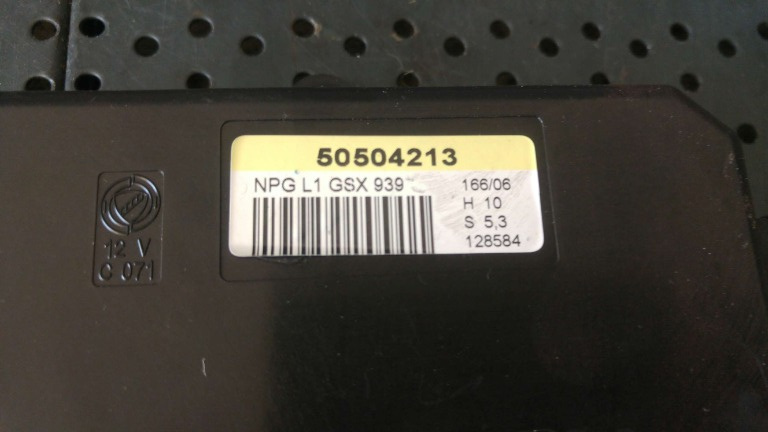 50504213
NPG L1 GSX 939
166/06
H 10
S 5,3
128584
12 V
C 071